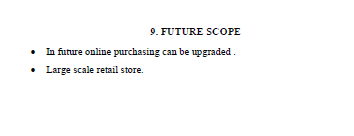 9. FUTURE SCOPE
• In future online purchasing can be upgraded .
• Large scale retail store.